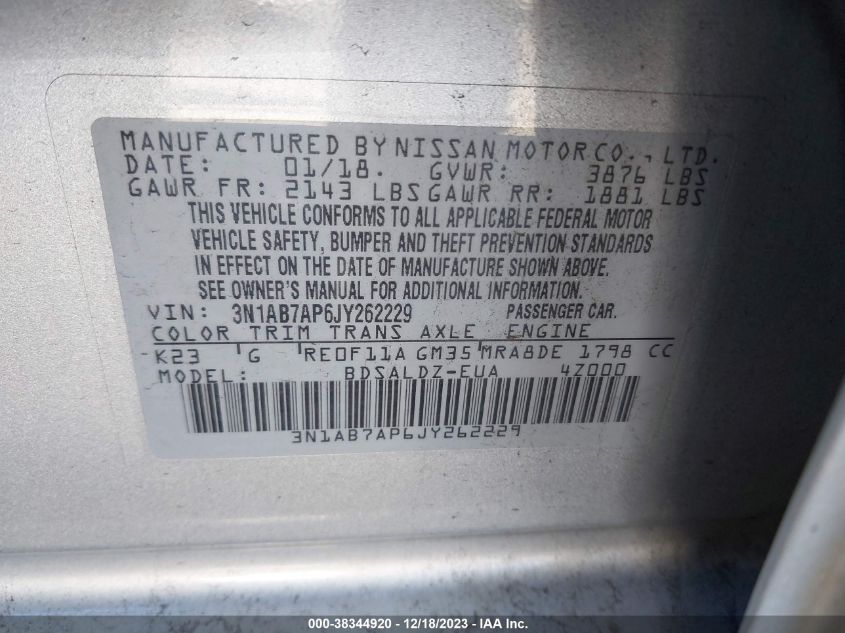 MANUFACTURED BY NISSAN MOTOR CO., LTD.
DATE: 01/18. GVWR: 3876 LBS
GAWR FR: 2143 LBS GAWR RR: 1881 LBS
THIS VEHICLE CONFORMS TO ALL APPLICABLE FEDERAL MOTOR
VEHICLE SAFETY, BUMPER AND THEFT PREVENTION STANDARDS
IN EFFECT ON THE DATE OF MANUFACTURE SHOWN ABOVE.
SEE OWNER'S MANUAL FOR ADDITIONAL INFORMATION.
VIN: 3N1AB7AP6JY262229 PASSENGER CAR.
COLOR TRIM TRANS AXLE ENGINE
K23 G RE0F11A GM35 MRA8DE 1798 CC
MODEL: BDSALDZ-EUA 4Z000
3N1AB7AP6JY262229
000-38344920 - 12/18/2023 - IAA Inc.